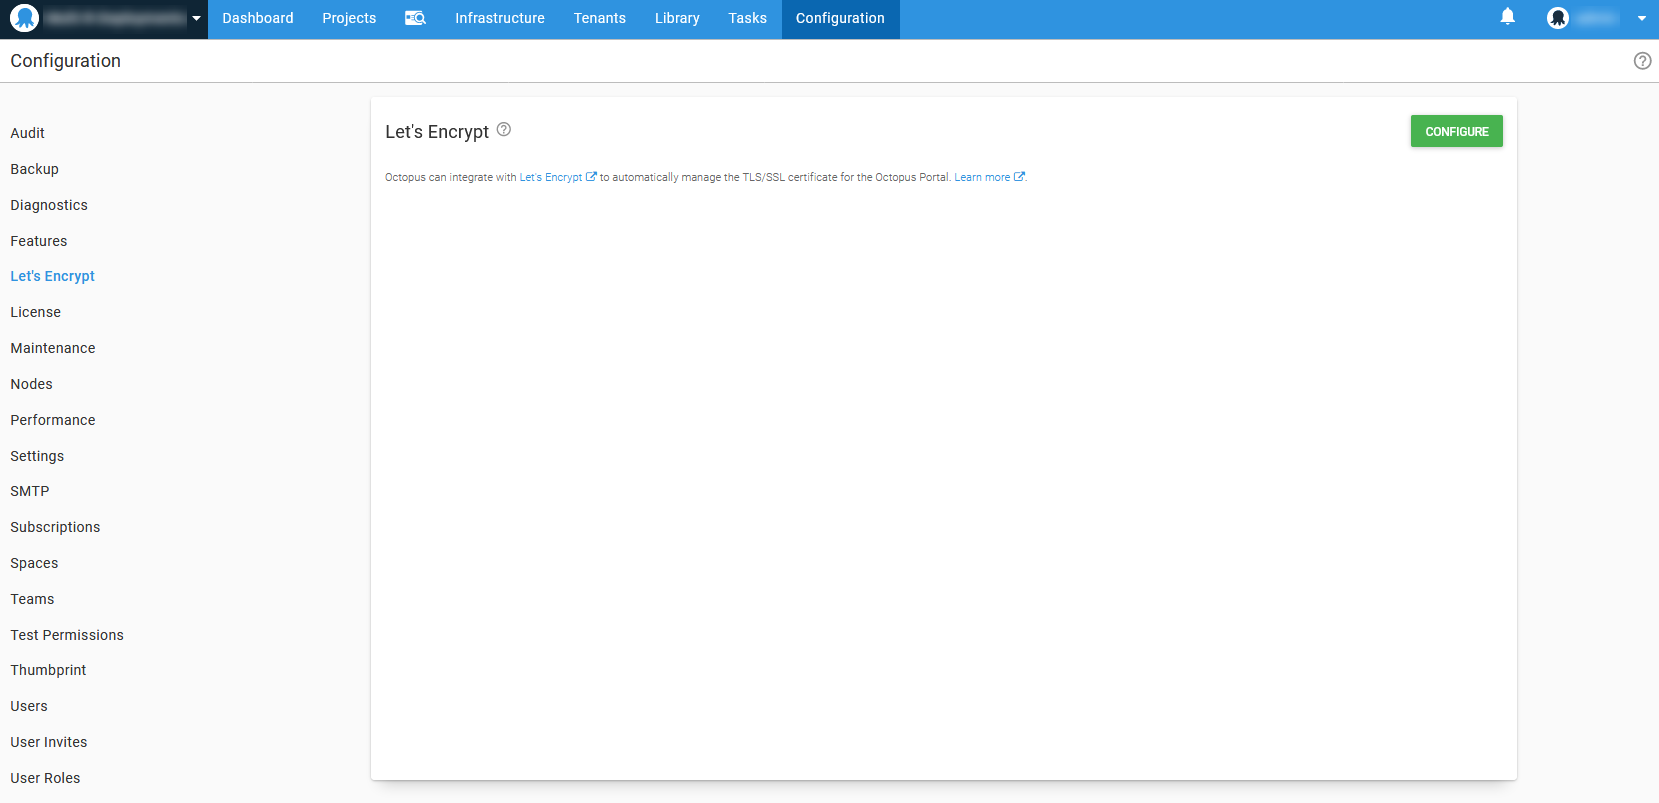 Dashboard Projects Infrastructure Tenants Library Tasks Configuration
Configuration
Audit
Backup
Diagnostics
Features
Let's Encrypt
License
Maintenance
Nodes
Performance
Settings
SMTP
Subscriptions
Spaces
Teams
Test Permissions
Thumbprint
Users
User Invites
User Roles
Let's Encrypt
CONFIGURE
Octopus can integrate with Let's Encrypt to automatically manage the TLS/SSL certificate for the Octopus Portal. Learn more.